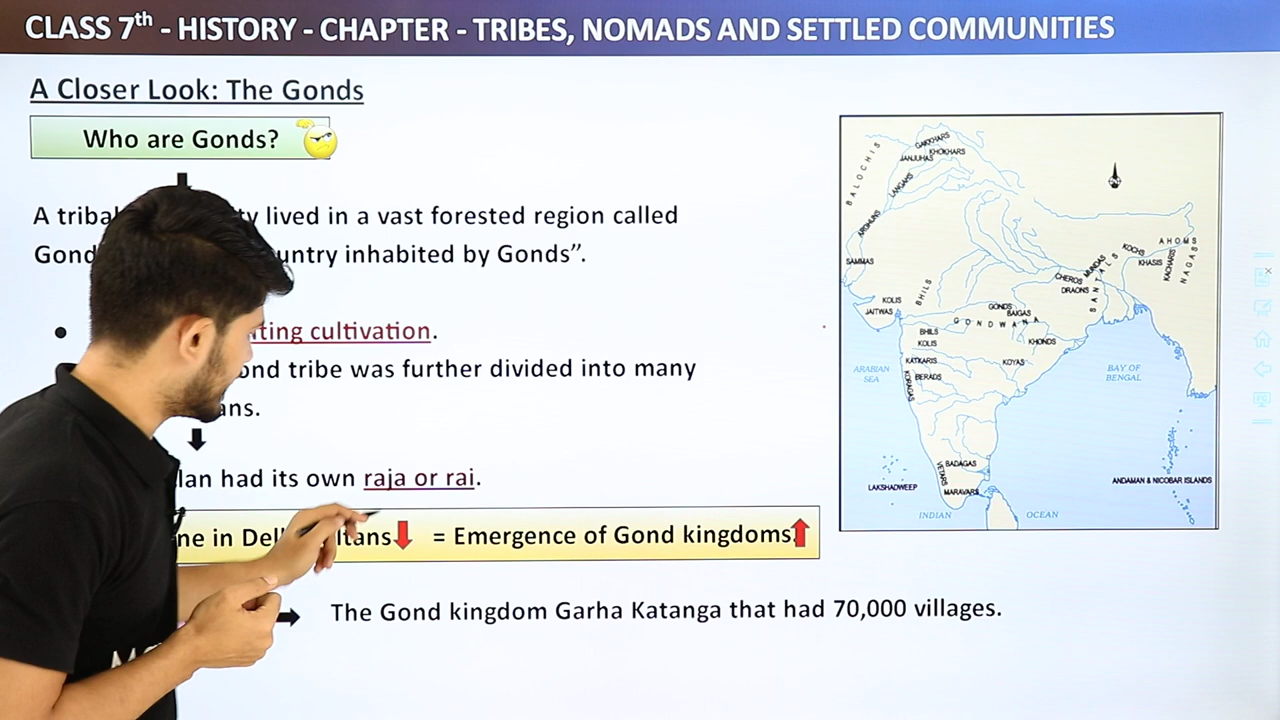 CLASS 7th - HISTORY - CHAPTER - TRIBES, NOMADS AND SETTLED COMMUNITIES
A Closer Look: The Gonds
Who are Gonds?
A tribal ty lived in a vast forested region called
Gond untry inhabited by Gonds”.
ting cultivation.
ond tribe was further divided into many
ans.
lan had its own raja or rai.
ne in Del ltans = Emergence of Gond kingdoms.
The Gond kingdom Garha Katanga that had 70,000 villages.
GAKKHARS
KHOKHARS
JANJUHAS
BALOCHIS
LANGAHS
ARGHUNS
SAMMAS
KOLIS
JAITWAS
BHILS
AHOMS
KOCHS
KHASIS
KACHARIS
NAGAS
MUNDAS
CHEROS
SANTALS
GONDS
BAIGAS
GONDWANA
BHILS
KOLIS
KHONDS
KATKARIS
KOYAS
ARABIAN
SEA
BERADS
KORAGAS
BAY OF
BENGAL
BADAGAS
VETARS
MARAVARS
LAKSHADWEEP
ANDAMAN & NICOBAR ISLANDS
INDIAN OCEAN